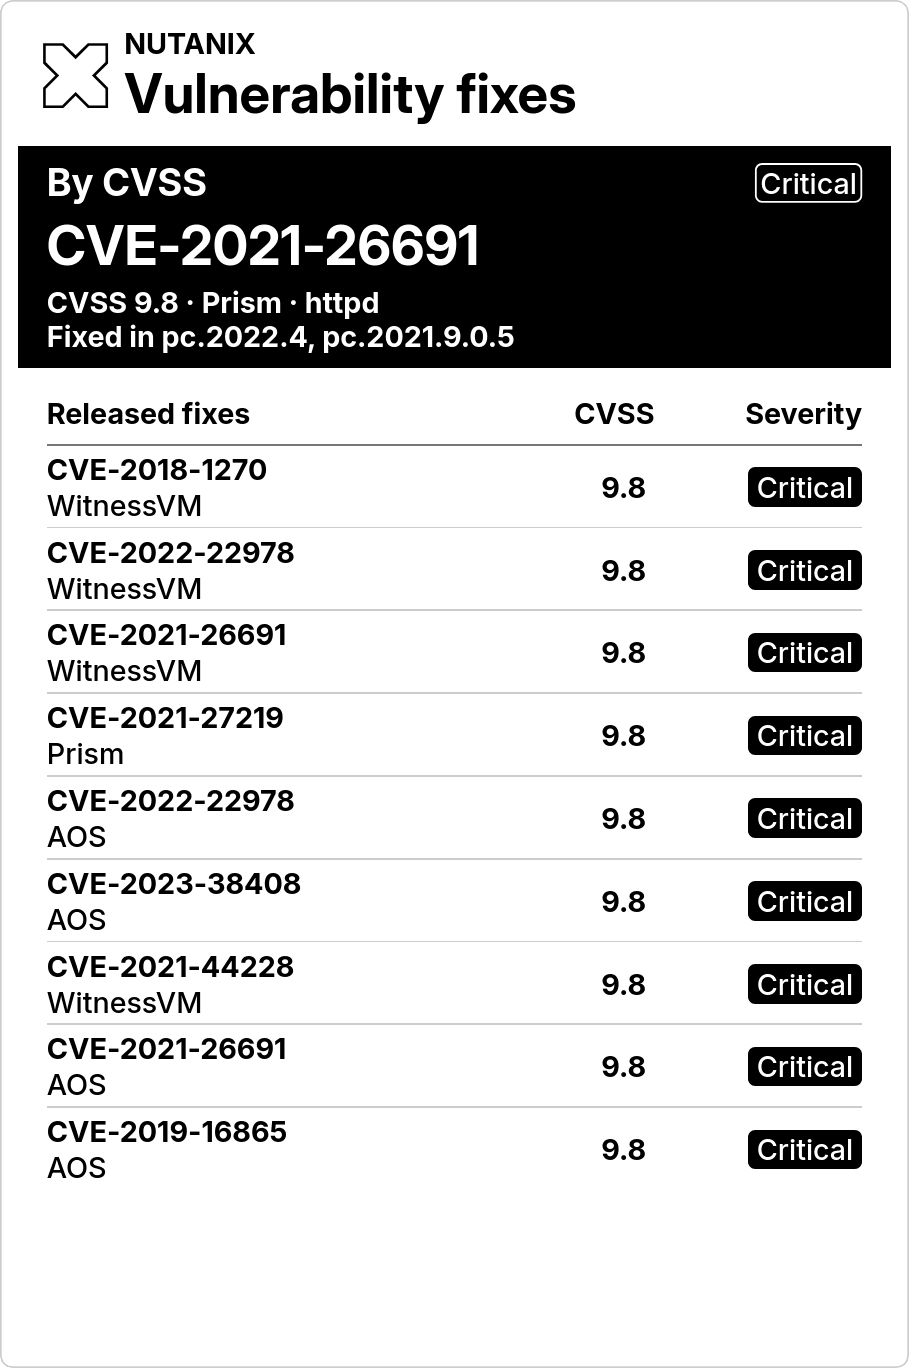 NUTANIX
Vulnerability fixes
By CVSS
Critical
CVE-2021-26691
CVSS 9.8 · Prism · httpd
Fixed in pc.2022.4, pc.2021.9.0.5
Released fixes CVSS Severity
CVE-2018-1270
WitnessVM
9.8 Critical
CVE-2022-22978
WitnessVM
9.8 Critical
CVE-2021-26691
WitnessVM
9.8 Critical
CVE-2021-27219
Prism
9.8 Critical
CVE-2022-22978
AOS
9.8 Critical
CVE-2023-38408
AOS
9.8 Critical
CVE-2021-44228
WitnessVM
9.8 Critical
CVE-2021-26691
AOS
9.8 Critical
CVE-2019-16865
AOS
9.8 Critical